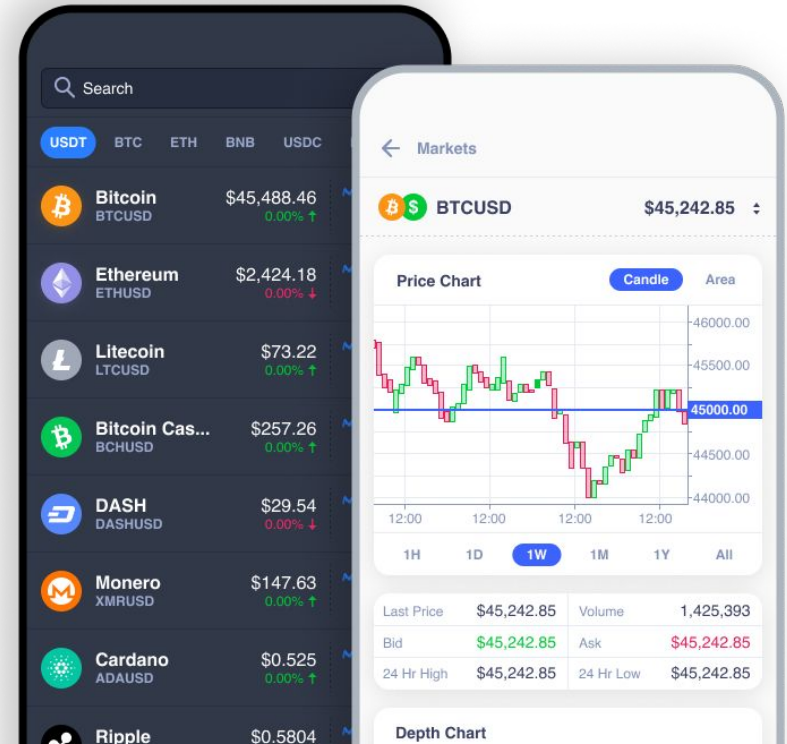 Search
USDT BTC ETH BNB USDC
Bitcoin $45,488.46
BTCUSD 0.00% ↑
Ethereum $2,424.18
ETHUSD 0.00% ↓
Litecoin $73.22
LTCUSD 0.00% ↑
Bitcoin Cas... $257.26
BCHUSD 0.00% ↑
DASH $29.54
DASHUSD 0.00% ↓
Monero $147.63
XMRUSD 0.00% ↑
Cardano $0.525
ADAUSD 0.00% ↑
Ripple $0.5804
← Markets
BTCUSD $45,242.85
Price Chart Candle Area
46000.00
45500.00
45000.00
44500.00
44000.00
12:00 12:00 12:00 12:00
1H 1D 1W 1M 1Y All
Last Price $45,242.85 Volume 1,425,393
Bid $45,242.85 Ask $45,242.85
24 Hr High $45,242.85 24 Hr Low $45,242.85
Depth Chart